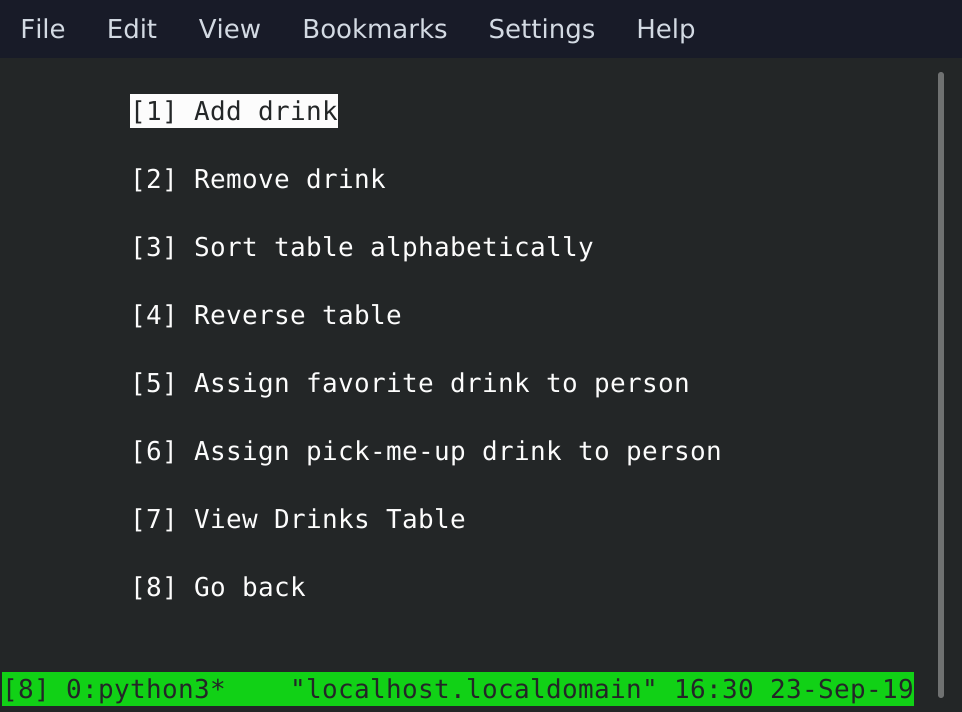 File Edit View Bookmarks Settings Help
[1] Add drink
[2] Remove drink
[3] Sort table alphabetically
[4] Reverse table
[5] Assign favorite drink to person
[6] Assign pick-me-up drink to person
[7] View Drinks Table
[8] Go back
[8] 0:python3* "localhost.localdomain" 16:30 23-Sep-19